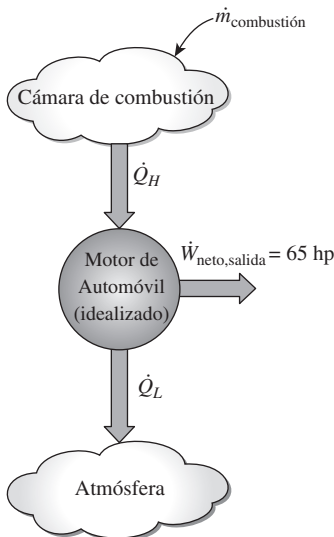 ṁcombustión
Cámara de combustión
Q̇H
Motor de
Automóvil
(idealizado)
Ẇneto,salida = 65 hp
Q̇L
Atmósfera